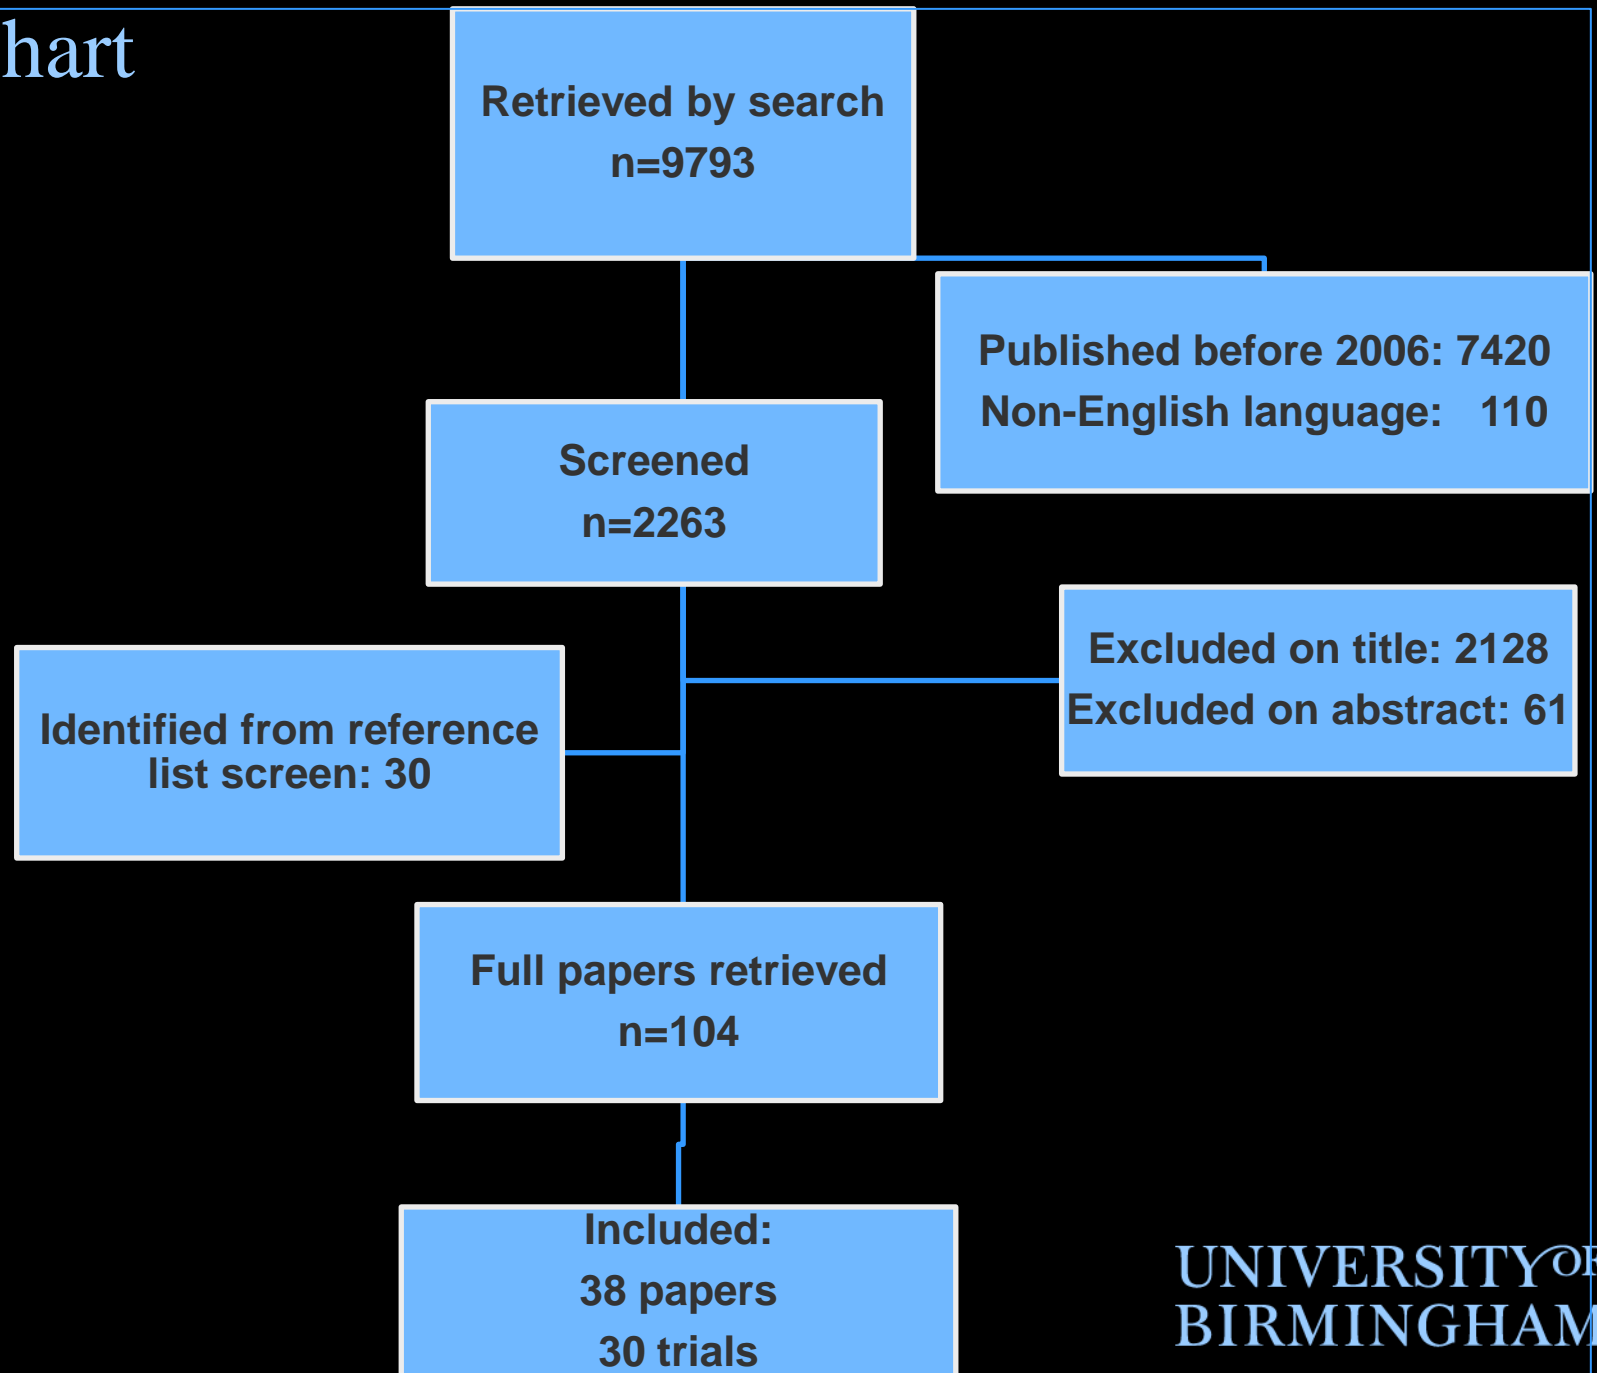 hart
Retrieved by search
n=9793
Published before 2006: 7420
Non-English language: 110
Screened
n=2263
Excluded on title: 2128
Excluded on abstract: 61
Identified from reference
list screen: 30
Full papers retrieved
n=104
Included:
38 papers
30 trials
UNIVERSITY OF
BIRMINGHAM